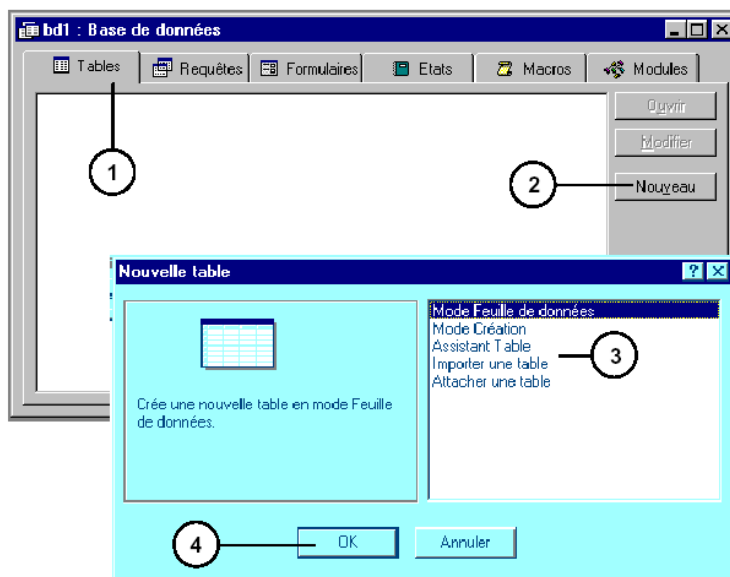 bd1 : Base de données
Tables Requêtes Formulaires Etats Macros Modules
Ouvrir
1
Modifier
2
Nouveau
Nouvelle table
Mode Feuille de données
Mode Création
Assistant Table
3
Importer une table
Attacher une table
Crée une nouvelle table en mode Feuille
de données.
4
OK Annuler